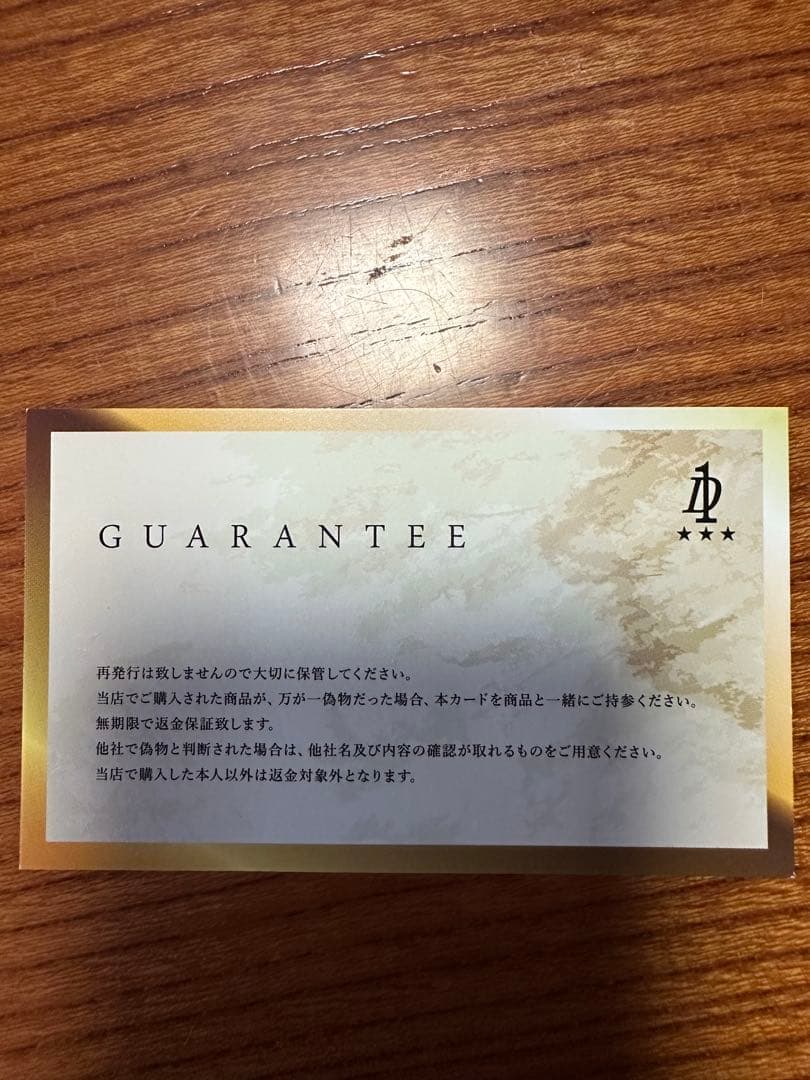 GUARANTEE
★★★
再発行は致しませんので大切に保管してください。
当店でご購入された商品が、万が一偽物だった場合、本カードを商品と一緒にご持参ください。
無期限で返金保証致します。
他社で偽物と判断された場合は、他社名及び内容の確認が取れるものをご用意ください。
当店で購入した本人以外は返金対象外となります。